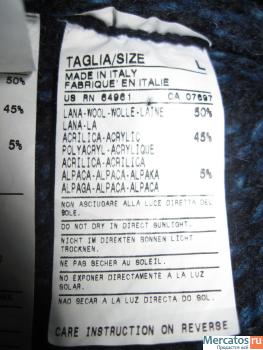 50%
45%
5%
TAGLIA/SIZE L
MADE IN ITALY
FABRIQUE' EN ITALIE
US RN 64961 CA 07697
LANA-WOOL-WOLLE-LAINE 50%
LANA-LA
ACRILICA-ACRYLIC 45%
POLYACRYL-ACRYLIQUE
ACRILICA-ACRILICA
ALPACA-ALPACA-ALPAKA 5%
ALPAGA-ALPACA-ALPACA
NON ASCIUGARE ALLA LUCE DIRETTA DEL
SOLE.
DO NOT DRY IN DIRECT SUNLIGHT.
NICHT IM DIREKTEN SONNEN LICHT
TROCKNEN.
NE PAS SECHER AU SOLEIL.
NO EXPONER DIRECTAMENTE A LA LUZ
SOLAR.
NAO SECAR A LA LUZ DIRECTA DO SOL.
CARE INSTRUCTION ON REVERSE
Mercatos.ru